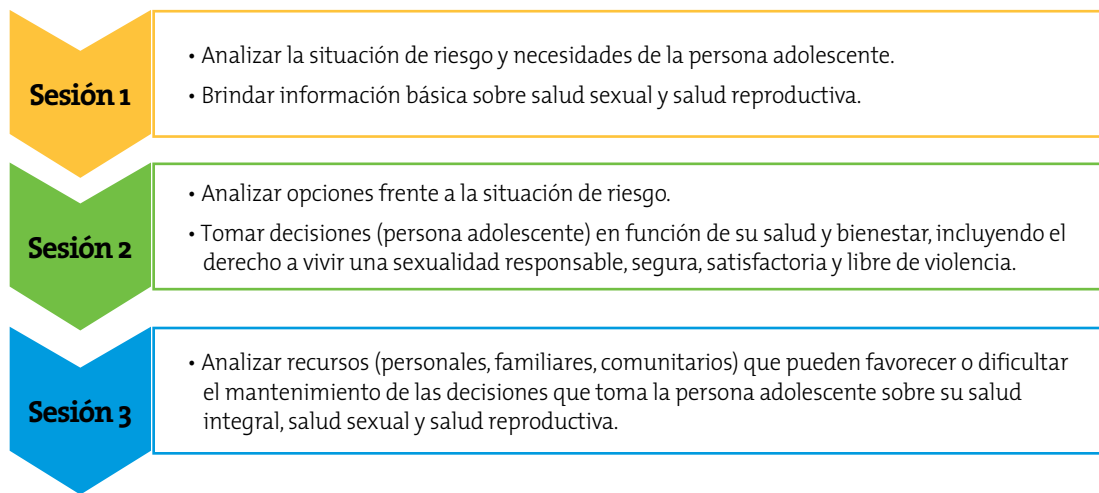 Sesión 1
• Analizar la situación de riesgo y necesidades de la persona adolescente.
• Brindar información básica sobre salud sexual y salud reproductiva.
Sesión 2
• Analizar opciones frente a la situación de riesgo.
• Tomar decisiones (persona adolescente) en función de su salud y bienestar, incluyendo el
derecho a vivir una sexualidad responsable, segura, satisfactoria y libre de violencia.
Sesión 3
• Analizar recursos (personales, familiares, comunitarios) que pueden favorecer o dificultar
el mantenimiento de las decisiones que toma la persona adolescente sobre su salud
integral, salud sexual y salud reproductiva.